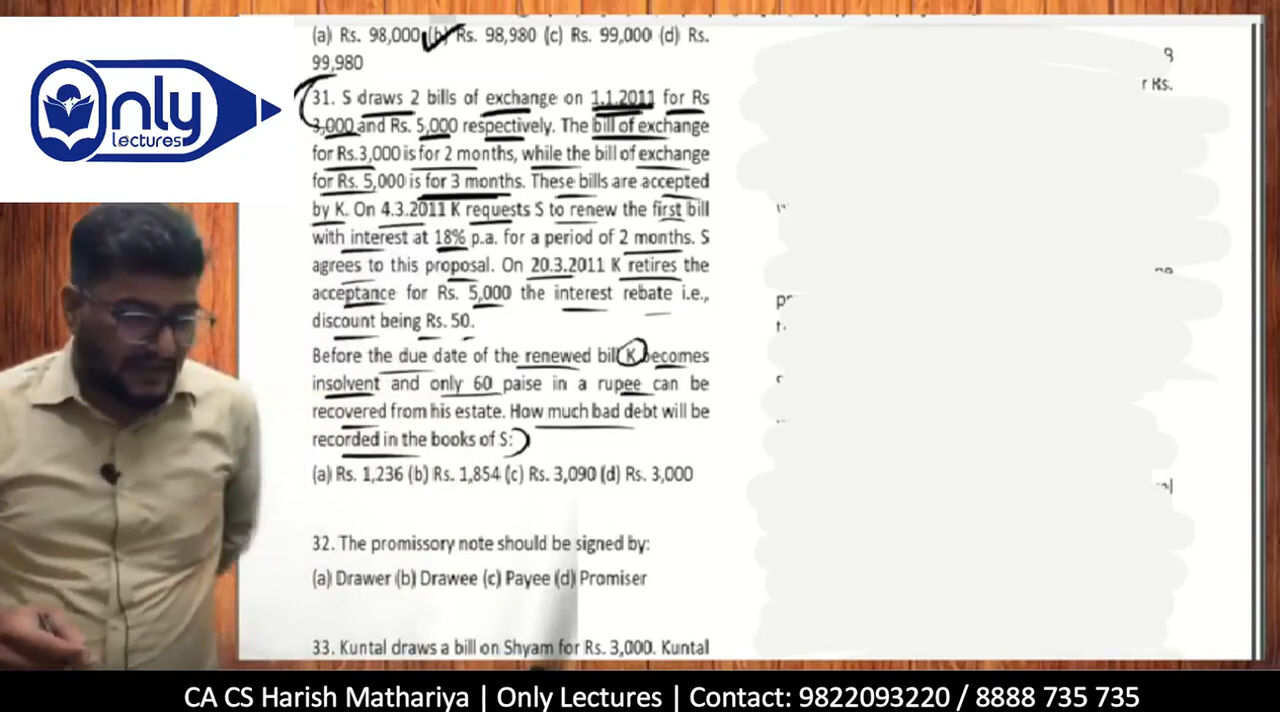 (a) Rs. 98,000 (b) Rs. 98,980 (c) Rs. 99,000 (d) Rs.
99,980
Only
Lectures
31. S draws 2 bills of exchange on 1.1.2011 for Rs
3,000 and Rs. 5,000 respectively. The bill of exchange
for Rs.3,000 is for 2 months, while the bill of exchange
for Rs. 5,000 is for 3 months. These bills are accepted
by K. On 4.3.2011 K requests S to renew the first bill
with interest at 18% p.a. for a period of 2 months. S
agrees to this proposal. On 20.3.2011 K retires the
acceptance for Rs. 5,000 the interest rebate i.e.,
discount being Rs. 50.
Before the due date of the renewed bill K becomes
insolvent and only 60 paise in a rupee can be
recovered from his estate. How much bad debt will be
recorded in the books of S:
(a) Rs. 1,236 (b) Rs. 1,854 (c) Rs. 3,090 (d) Rs. 3,000
32. The promissory note should be signed by:
(a) Drawer (b) Drawee (c) Payee (d) Promiser
33. Kuntal draws a bill on Shyam for Rs. 3,000. Kuntal
r Rs.
CA CS Harish Mathariya | Only Lectures | Contact: 9822093220 / 8888 735 735